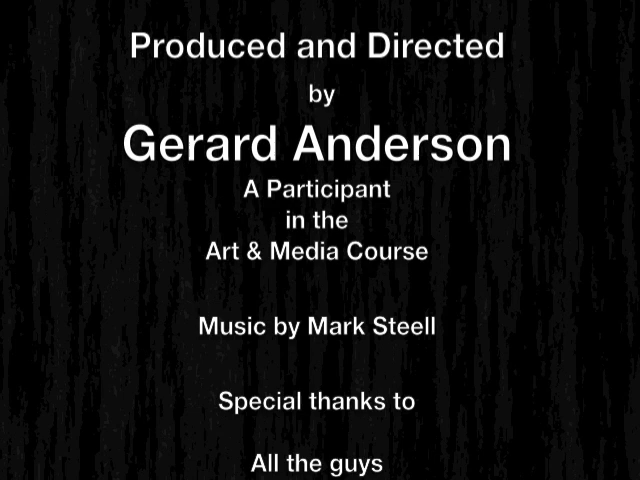 Produced and Directed
by
Gerard Anderson
A Participant
in the
Art & Media Course
Music by Mark Steell
Special thanks to
All the guys